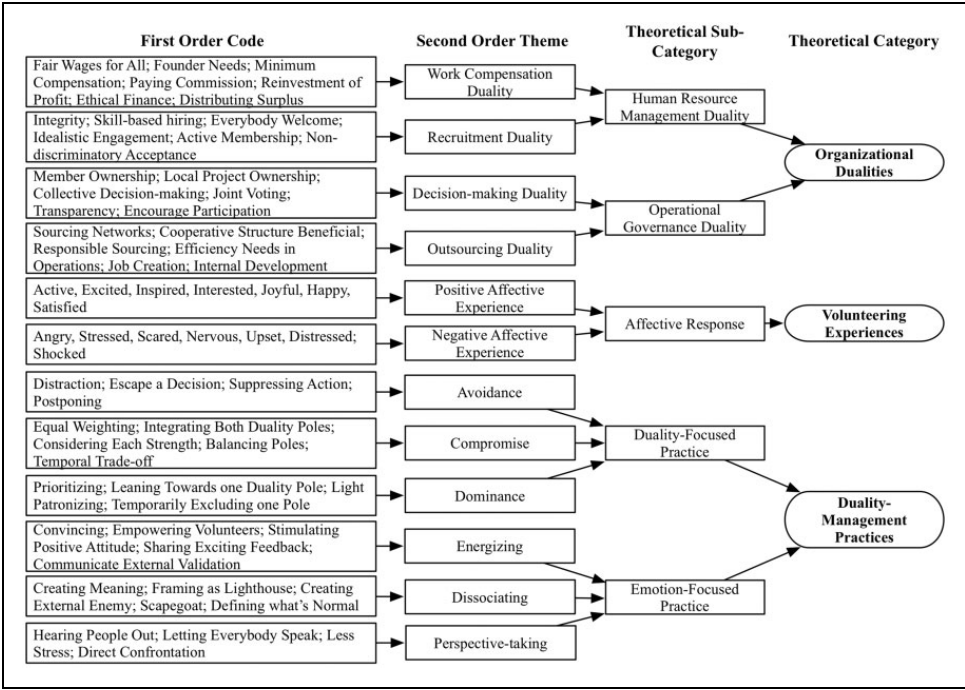 First Order Code
Second Order Theme
Theoretical Sub-
Category
Theoretical Category
Fair Wages for All; Founder Needs; Minimum
Compensation; Paying Commission; Reinvestment of
Profit; Ethical Finance; Distributing Surplus
Work Compensation
Duality
Integrity; Skill-based hiring; Everybody Welcome;
Idealistic Engagement; Active Membership; Non-
discriminatory Acceptance
Recruitment Duality
Human Resource
Management Duality
Member Ownership; Local Project Ownership;
Collective Decision-making; Joint Voting;
Transparency; Encourage Participation
Decision-making Duality
Sourcing Networks; Cooperative Structure Beneficial;
Responsible Sourcing; Efficiency Needs in
Operations; Job Creation; Internal Development
Outsourcing Duality
Operational
Governance Duality
Organizational
Dualities
Active, Excited, Inspired, Interested, Joyful, Happy,
Satisfied
Positive Affective
Experience
Angry, Stressed, Scared, Nervous, Upset, Distressed;
Shocked
Negative Affective
Experience
Affective Response
Volunteering
Experiences
Distraction; Escape a Decision; Suppressing Action;
Postponing
Avoidance
Equal Weighting; Integrating Both Duality Poles;
Considering Each Strength; Balancing Poles;
Temporal Trade-off
Compromise
Prioritizing; Leaning Towards one Duality Pole; Light
Patronizing; Temporarily Excluding one Pole
Dominance
Duality-Focused
Practice
Convincing; Empowering Volunteers; Stimulating
Positive Attitude; Sharing Exciting Feedback;
Communicate External Validation
Energizing
Creating Meaning; Framing as Lighthouse; Creating
External Enemy; Scapegoat; Defining what's Normal
Dissociating
Hearing People Out; Letting Everybody Speak; Less
Stress; Direct Confrontation
Perspective-taking
Emotion-Focused
Practice
Duality-
Management
Practices